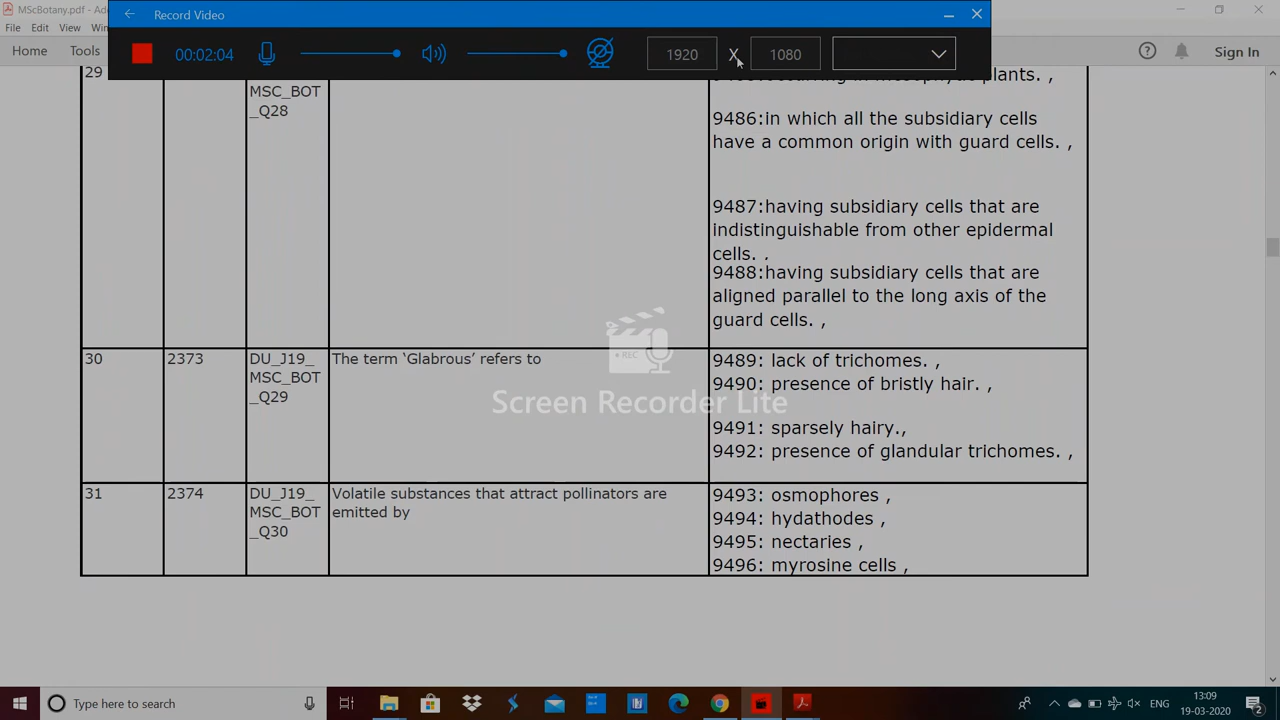 MScBotany.pdf - Ad
Record Video
File Edit View
00:02:04
1920 X 1080
Home Tools
Sign In
29
MSC_BOT
_Q28
plants. ,
9486:in which all the subsidiary cells
have a common origin with guard cells. ,
9487:having subsidiary cells that are
indistinguishable from other epidermal
cells. ,
9488:having subsidiary cells that are
aligned parallel to the long axis of the
guard cells. ,
30 2373 DU_J19_
MSC_BOT
_Q29
The term ‘Glabrous’ refers to
9489: lack of trichomes. ,
9490: presence of bristly hair. ,
9491: sparsely hairy.,
9492: presence of glandular trichomes. ,
REC
Screen Recorder Lite
31 2374 DU_J19_
MSC_BOT
_Q30
Volatile substances that attract pollinators are
emitted by
9493: osmophores ,
9494: hydathodes ,
9495: nectaries ,
9496: myrosine cells ,
Type here to search
ENG
13:09
19-03-2020
2